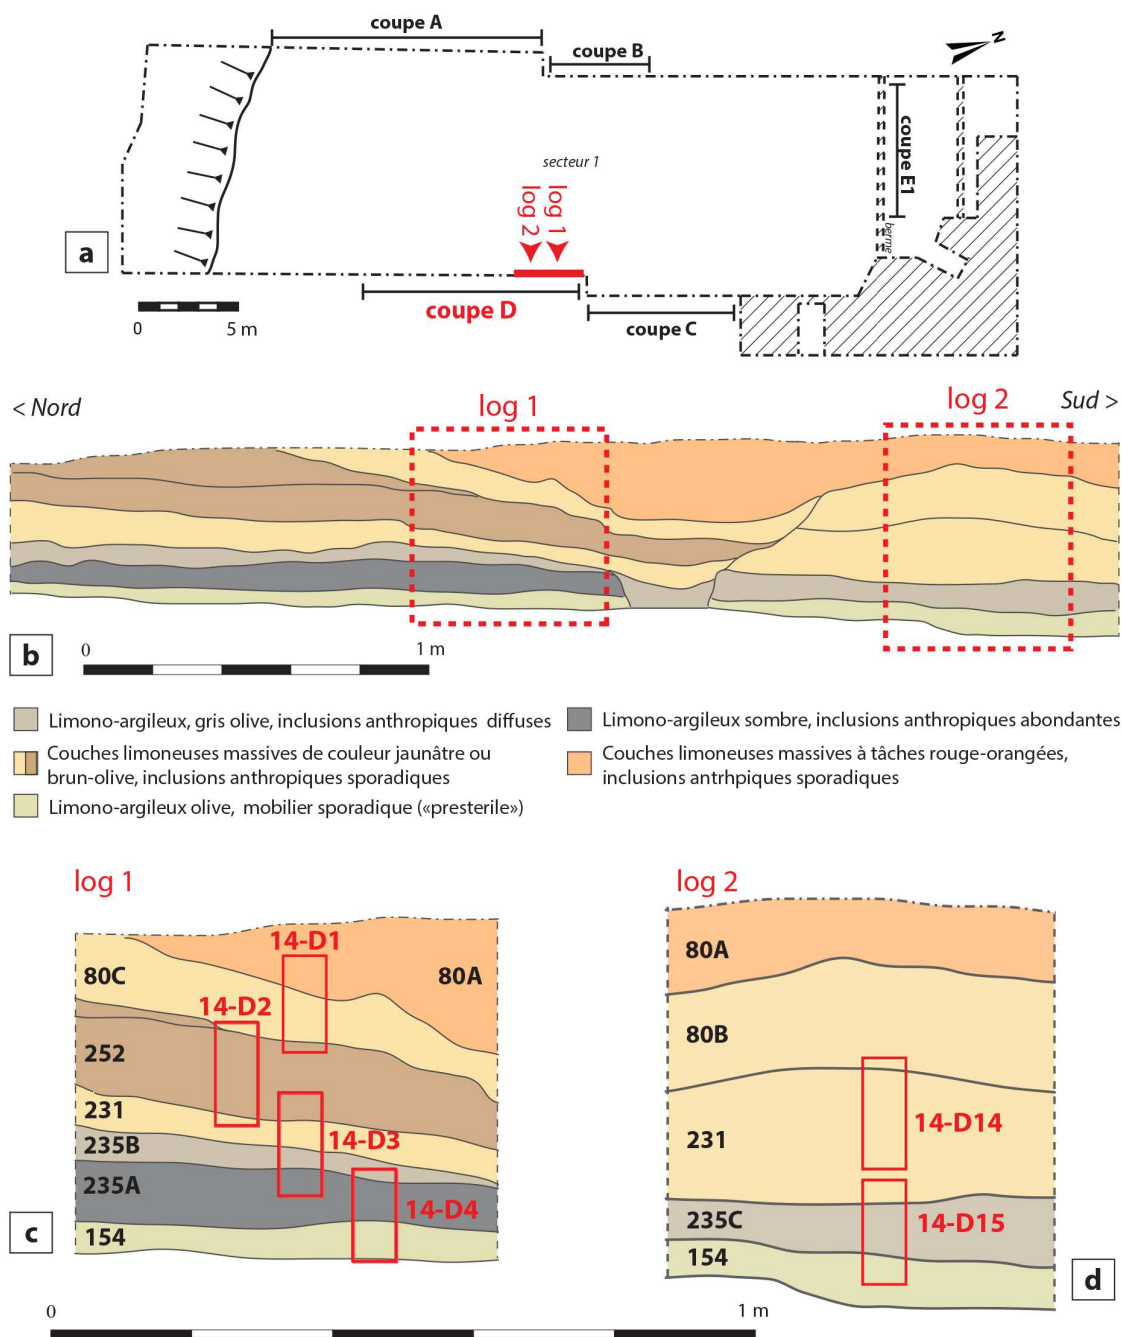 coupe A
coupe B
N
coupe E1
secteur 1
log 2
log 1
berme
a
0
5 m
coupe D
coupe C
< Nord
log 1
log 2
Sud >
b
0
1 m
Limono-argileux, gris olive, inclusions anthropiques diffuses
Couches limoneuses massives de couleur jaunâtre ou
brun-olive, inclusions anthropiques sporadiques
Limono-argileux olive, mobilier sporadique («presterile»)
Limono-argileux sombre, inclusions anthropiques abondantes
Couches limoneuses massives à tâches rouge-orangées,
inclusions antrhpiques sporadiques
log 1
80C
14-D1
80A
14-D2
252
231
14-D3
235B
235A
14-D4
154
c
log 2
80A
80B
14-D14
231
235C
14-D15
154
d
0
1 m